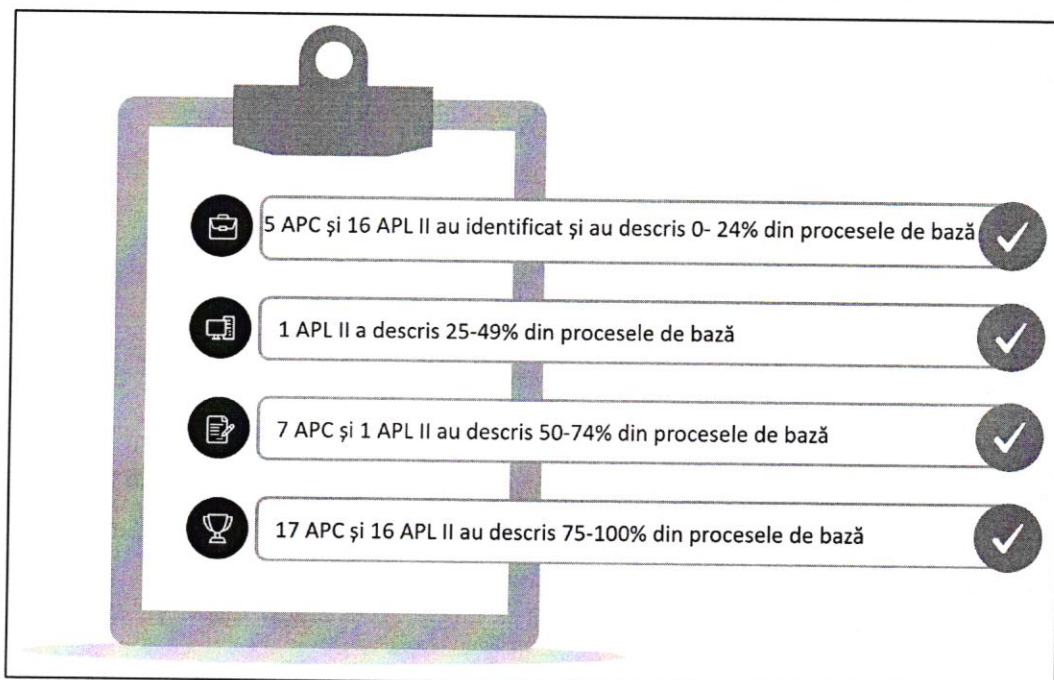 5 APC și 16 APL II au identificat și au descris 0- 24% din procesele de bază
1 APL II a descris 25-49% din procesele de bază
7 APC și 1 APL II au descris 50-74% din procesele de bază
17 APC și 16 APL II au descris 75-100% din procesele de bază